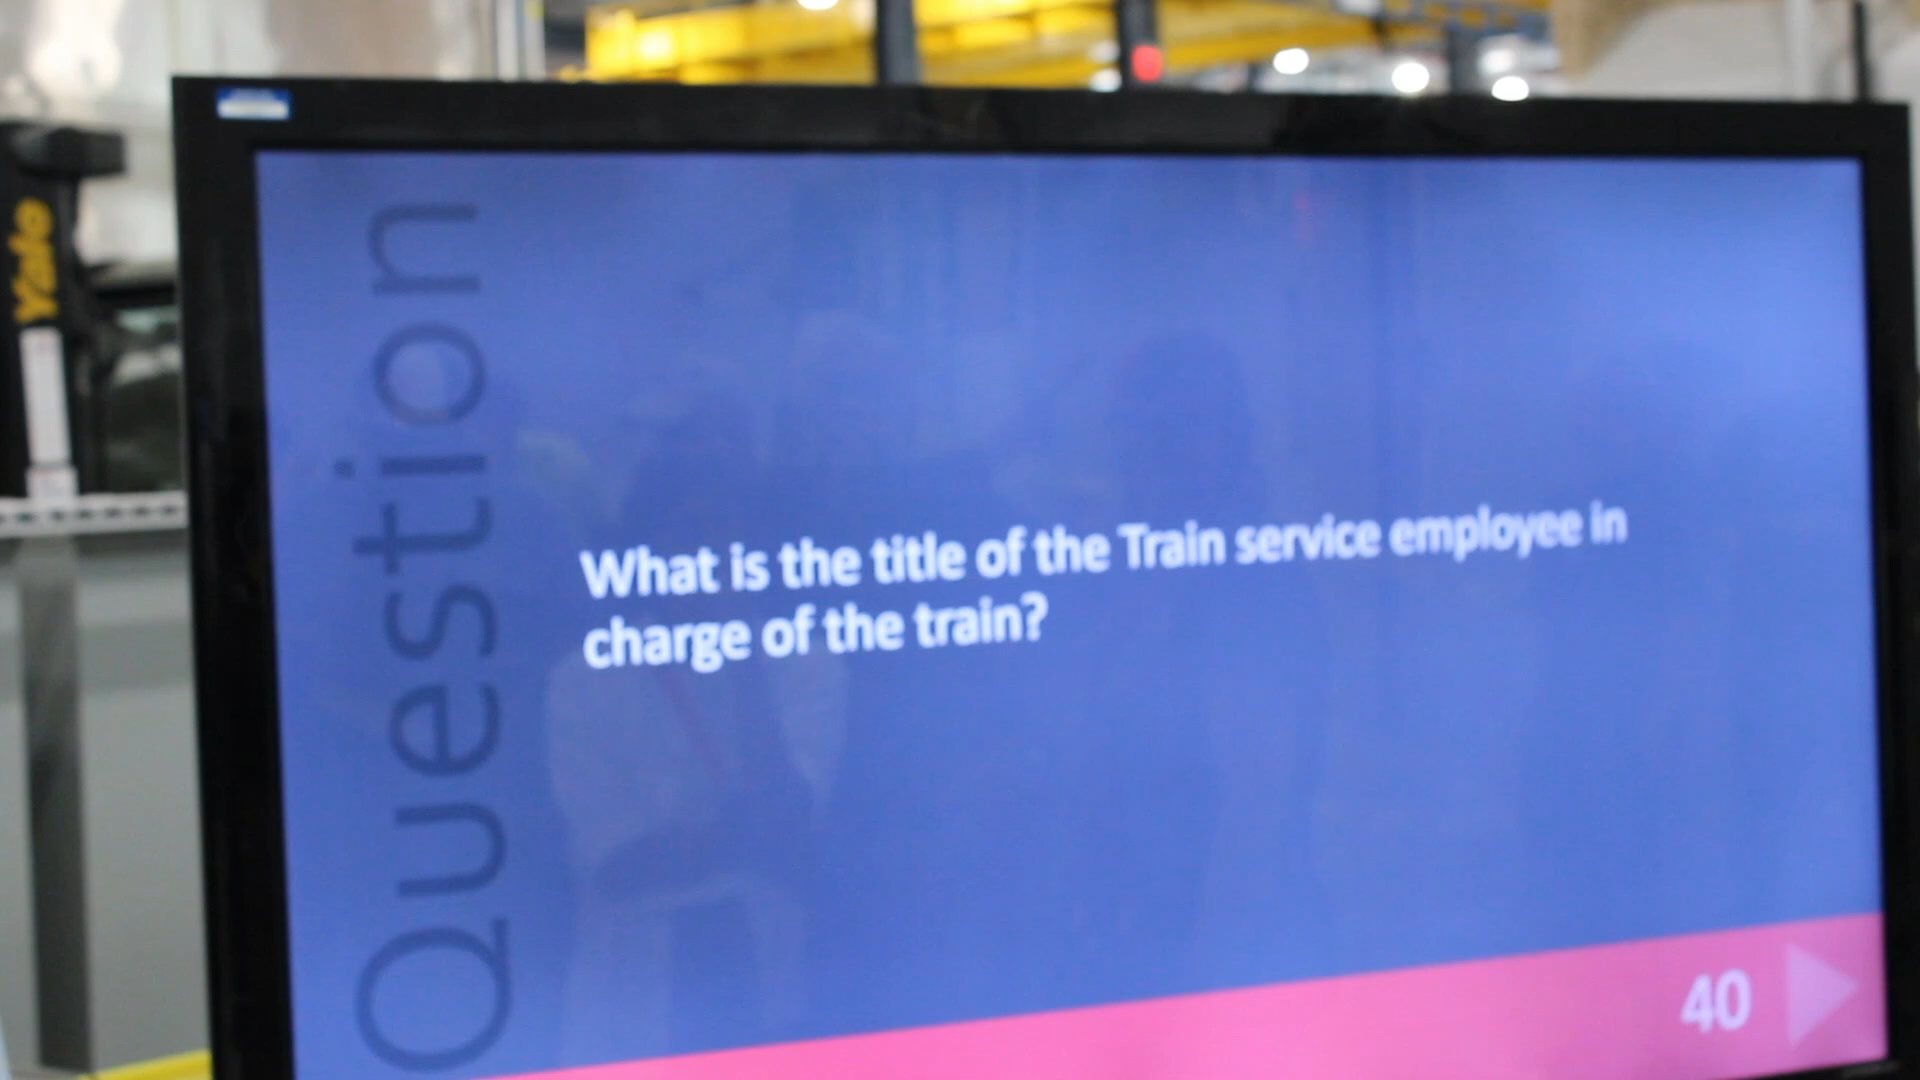 Yale
Question
What is the title of the Train service employee in
charge of the train?
40